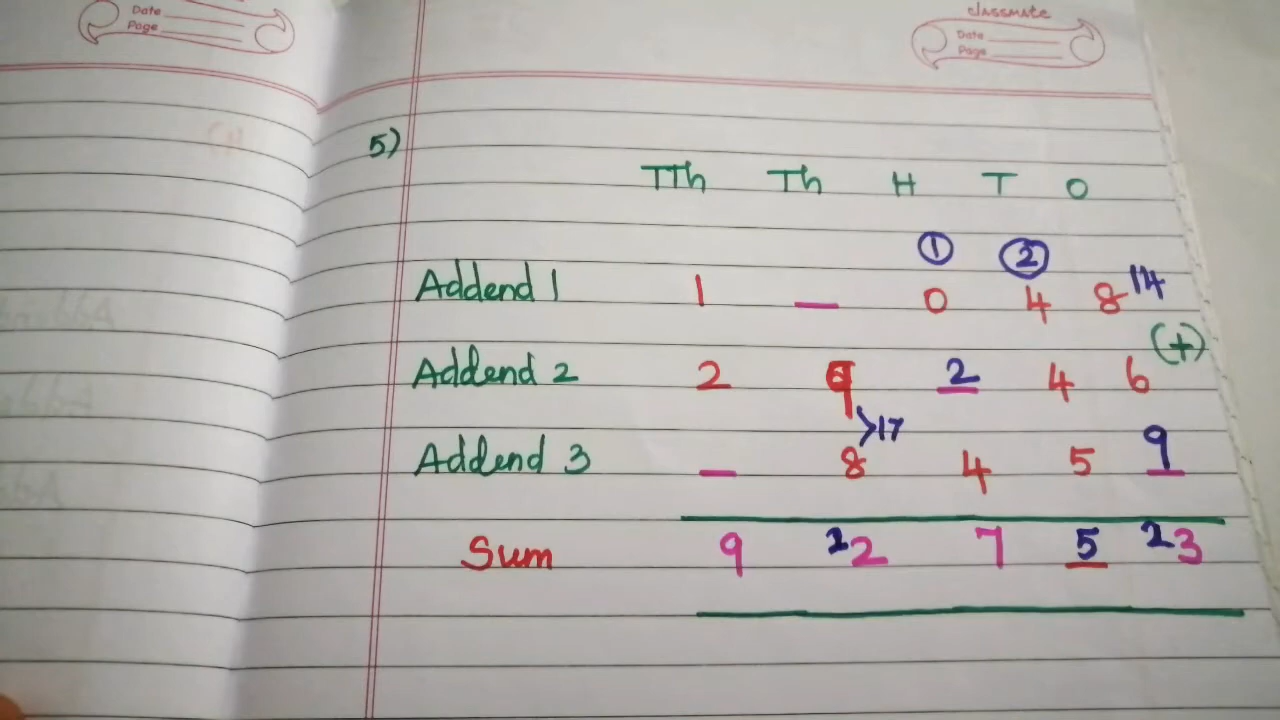 Date
Page
classmate
Date
Page
5)
TTh Th H T O
1 2
Addend 1 1 _ 0 4 8 14
(+)
Addend 2 2 9 2 4 6
>17
Addend 3 _ 8 4 5 9
Sum 9 22 7 5 23